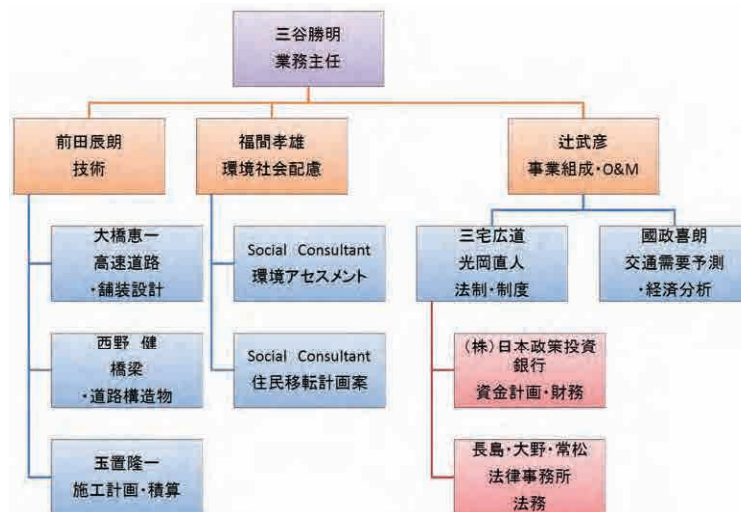 三谷勝明
業務主任
前田辰朗
技術
福間孝雄
環境社会配慮
辻武彦
事業組成・O&M
大橋恵一
高速道路
・舗装設計
西野 健
橋梁
・道路構造物
玉置隆一
施工計画・積算
Social Consultant
環境アセスメント
Social Consultant
住民移転計画案
三宅広道
光岡直人
法制・制度
國政喜朗
交通需要予測
・経済分析
(株)日本政策投資
銀行
資金計画・財務
長島・大野・常松
法律事務所
法務